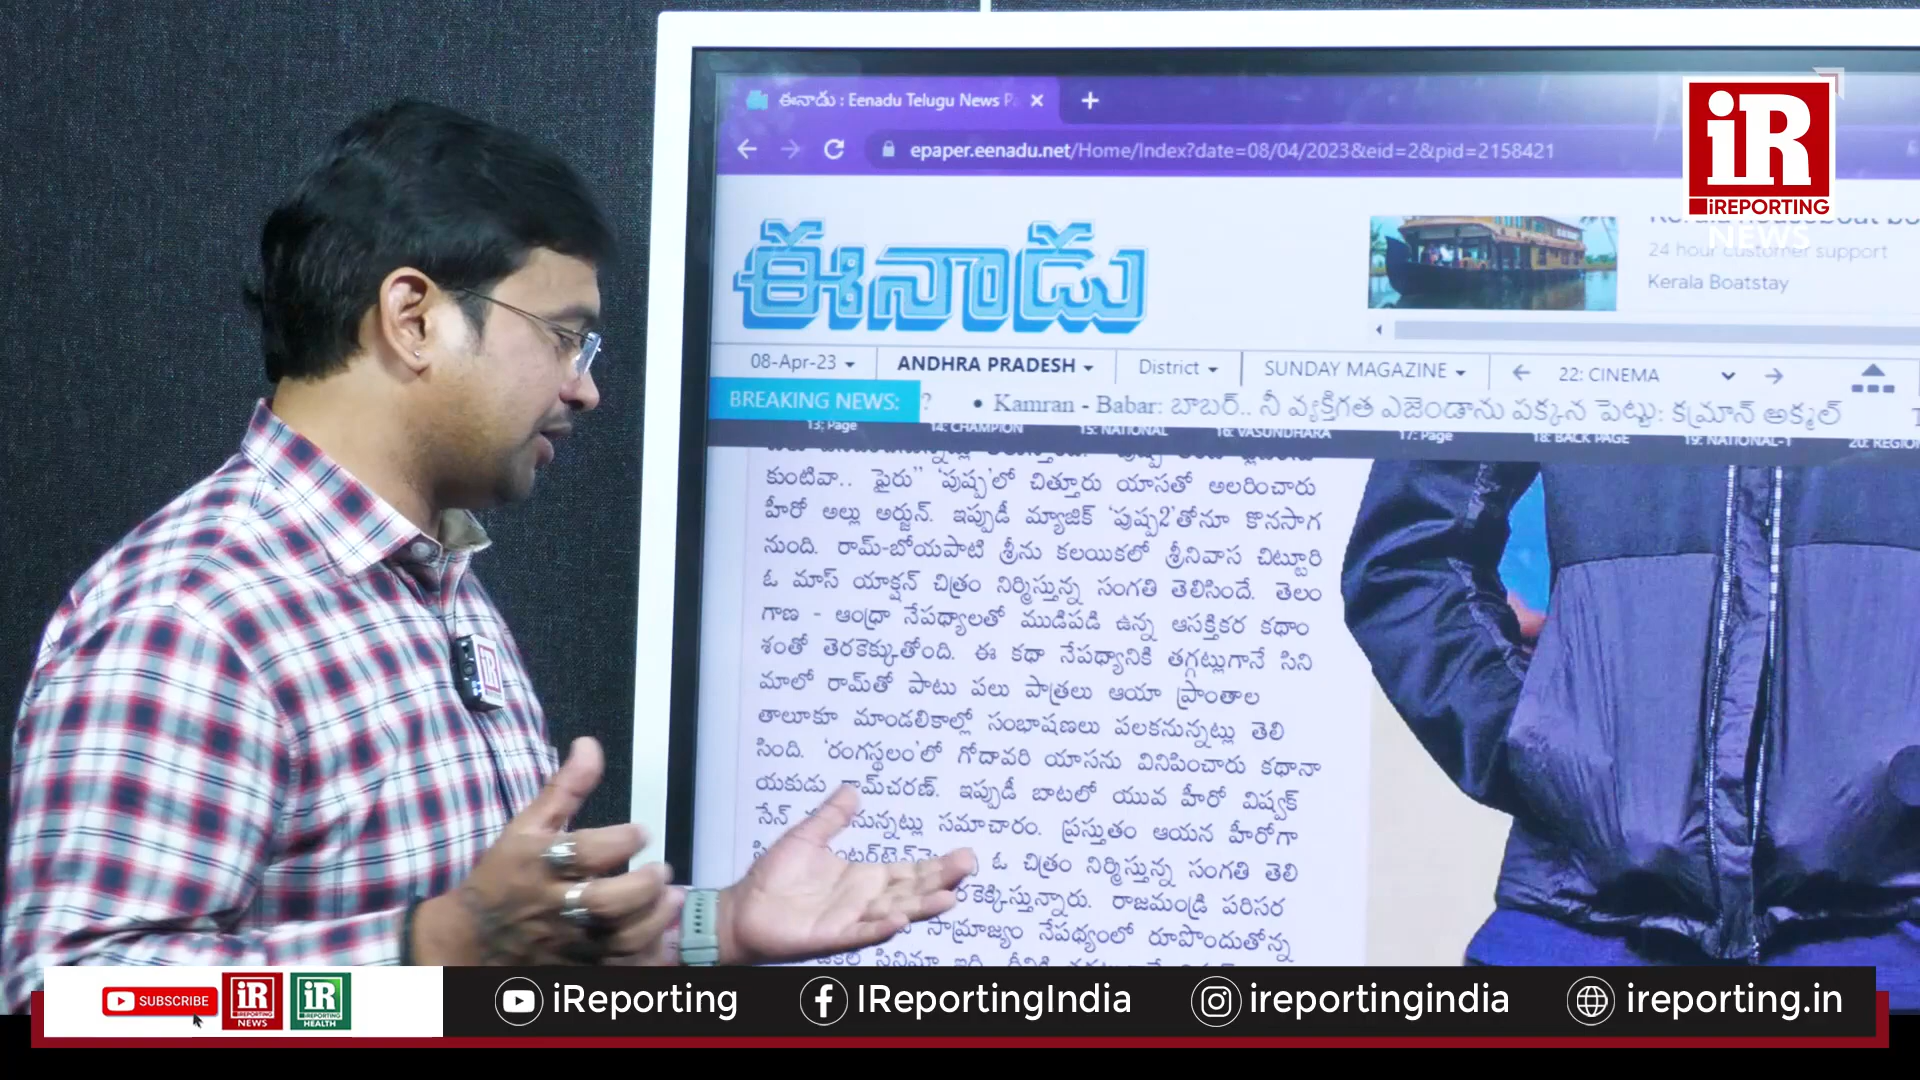 ఈనాడు : Eenadu Telugu News P
epaper.eenadu.net/Home/Index?date=08/04/2023&eid=2&pid=2158421
iR
iREPORTING
NEWS
ఈనాడు
24 hour customer support
Kerala Boatstay
08-Apr-23
ANDHRA PRADESH
District
SUNDAY MAGAZINE
22: CINEMA
BREAKING NEWS:
? • Kamran - Babar: బాబర్.. నీ వ్యక్తిగత ఎజెండాను పక్కన పెట్టు: కమ్రాన్ అక్మల్
13: Page 14: CHAMPION 15: NATIONAL 16: VASUNDHARA 17: Page 18: BACK PAGE 19: NATIONAL-1 20: REGION
కుంటివా.. ఫైరు’’ ‘పుష్ప’లో చిత్తూరు యాసతో అలరించారు
హీరో అల్లు అర్జున్. ఇప్పుడీ మ్యాజిక్ ‘పుష్ప2’తోనూ కొనసాగ
నుంది. రామ్-బోయపాటి శ్రీను కలయికలో శ్రీనివాస చిట్టూరి
ఓ మాస్ యాక్షన్ చిత్రం నిర్మిస్తున్న సంగతి తెలిసిందే. తెలం
గాణ - ఆంధ్రా నేపథ్యాలతో ముడిపడి ఉన్న ఆసక్తికర కథాం
శంతో తెరకెక్కుతోంది. ఈ కథా నేపథ్యానికి తగ్గట్లుగానే సిని
మాలో రామ్‌తో పాటు పలు పాత్రలు ఆయా ప్రాంతాల
తాలూకూ మాండలికాల్లో సంభాషణలు పలకనున్నట్లు తెలి
సింది. ‘రంగస్థలం’లో గోదావరి యాసను వినిపించారు కథానా
యకుడు రామ్‌చరణ్. ఇప్పుడీ బాటలో యువ హీరో విష్వక్
సేన్ నున్నట్లు సమాచారం. ప్రస్తుతం ఆయన హీరోగా
ఓ చిత్రం నిర్మిస్తున్న సంగతి తెలి
రకెక్కిస్తున్నారు. రాజమండ్రి పరిసర
సామ్రాజ్యం నేపథ్యంలో రూపొందుతోన్న
SUBSCRIBE
iR
iREPORTING
NEWS
iR
iREPORTING
HEALTH
iReporting
IReportingIndia
ireportingindia
ireporting.in